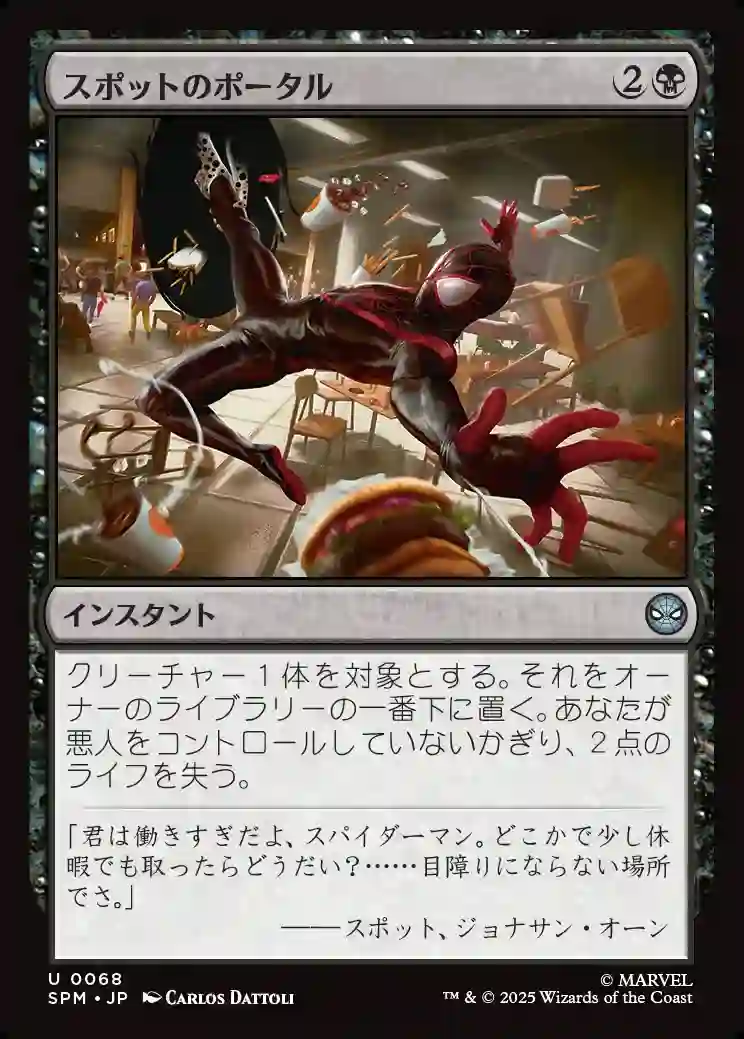 スポットのポータル
2
インスタント
クリーチャー1体を対象とする。それをオー
ナーのライブラリーの一番下に置く。あなたが
悪人をコントロールしていないかぎり、2点の
ライフを失う。
「君は働きすぎだよ、スパイダーマン。どこかで少し休
暇でも取ったらどうだい?……目障りにならない場所
でさ。」
――スポット、ジョナサン・オーン
U 0068
SPM • JP CARLOS DATTOLI
© MARVEL
™ & © 2025 Wizards of the Coast